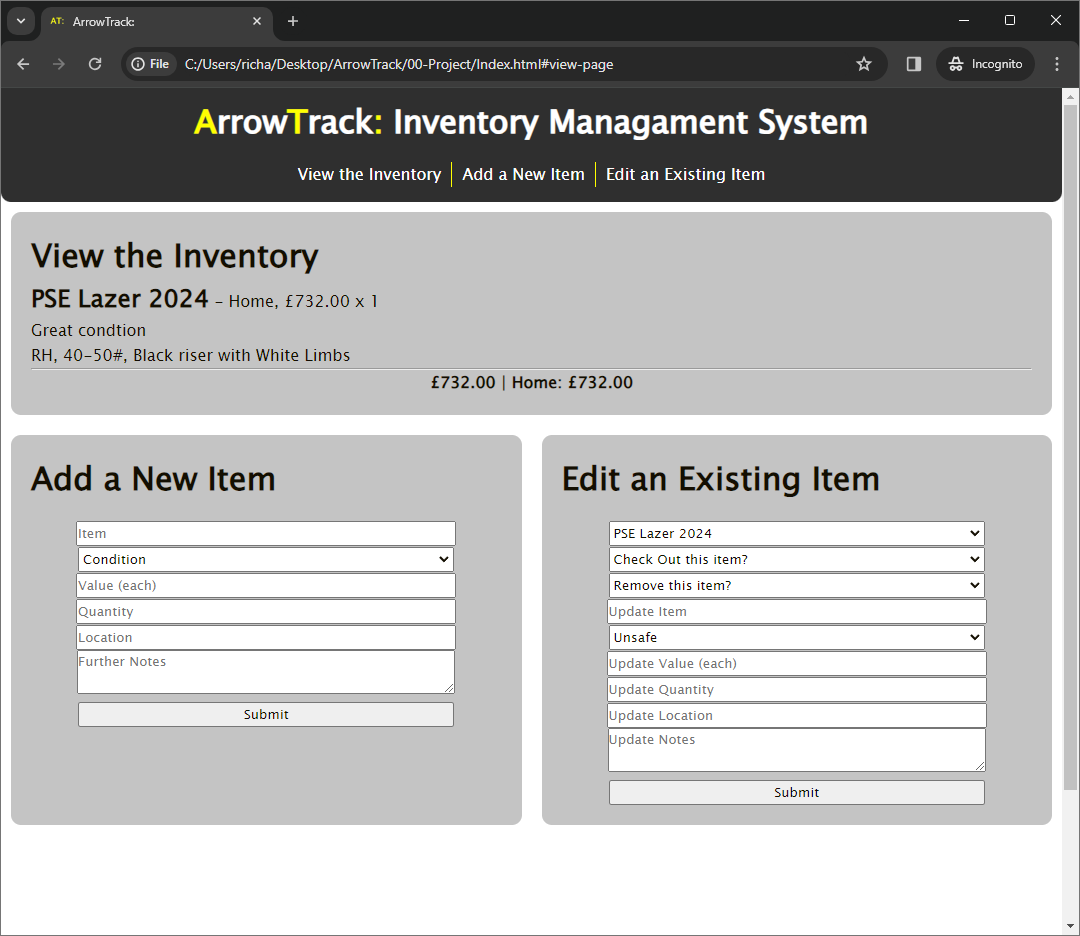 AT: ArrowTrack:
File C:/Users/richa/Desktop/ArrowTrack/00-Project/Index.html#view-page Incognito
ArrowTrack: Inventory Managament System
View the Inventory Add a New Item Edit an Existing Item
View the Inventory
PSE Lazer 2024 – Home, £732.00 x 1
Great condtion
RH, 40-50#, Black riser with White Limbs
£732.00 | Home: £732.00
Add a New Item
Item
Condition
Value (each)
Quantity
Location
Further Notes
Submit
Edit an Existing Item
PSE Lazer 2024
Check Out this item?
Remove this item?
Update Item
Unsafe
Update Value (each)
Update Quantity
Update Location
Update Notes
Submit